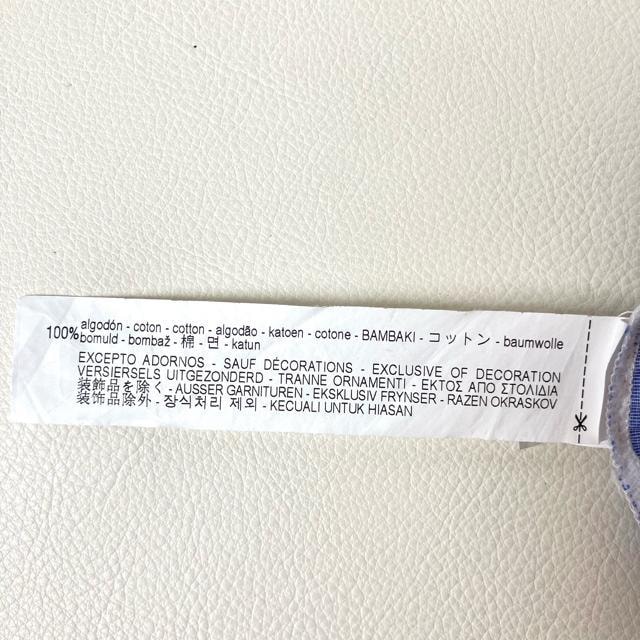 100% algodón - coton - cotton - algodão - katoen - cotone - BAMBAKI - コットン - baumwolle
bomuld - bombaž - 棉 - 면 - katun
EXCEPTO ADORNOS - SAUF DÉCORATIONS - EXCLUSIVE OF DECORATION
VERSIERSELS UITGEZONDERD - TRANNE ORNAMENTI - ΕΚΤΟΣ ΑΠΟ ΣΤΟΛΙΔΙΑ
装飾品を除く - AUSSER GARNITUREN - EKSKLUSIV FRYNSER - RAZEN OKRASKOV
装饰品除外 - 장식처리 제외 - KECUALI UNTUK HIASAN